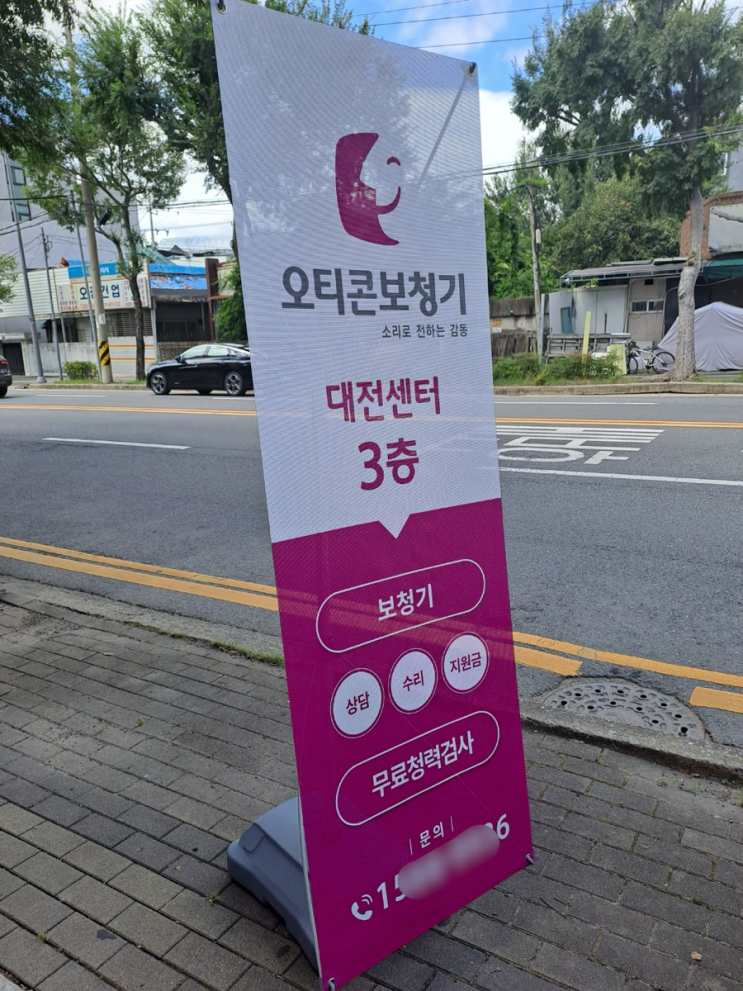 오티콘보청기
소리로 전하는 감동
대전센터
3층
보청기
상담 수리 지원금
무료청력검사
문의